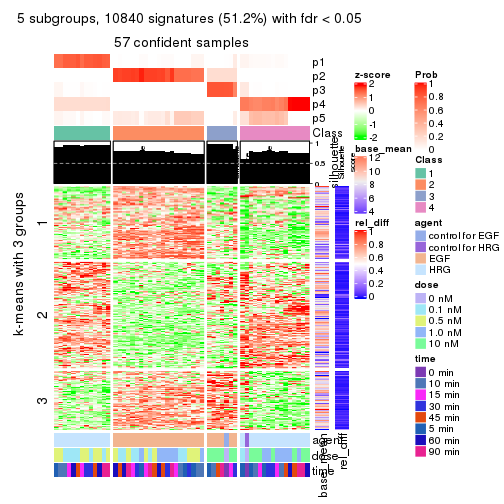 5 subgroups, 10840 signatures (51.2%) with fdr < 0.05
57 confident samples
p1
p2
p3
p4
p5
Class
1
0.5
0
silhouette
Silhouette
score
k-means with 3 groups
1
2
3
agent
dose
time
base_mean
rel_diff
z-score
2
1
0
-1
-2
base_mean
12
10
8
6
4
rel_diff
1
0.8
0.6
0.4
0.2
0
Prob
1
0.8
0.6
0.4
0.2
0
Class
1
2
3
4
agent
control for EGF
control for HRG
EGF
HRG
dose
0 nM
0.1 nM
0.5 nM
1.0 nM
10 nM
time
0 min
10 min
15 min
30 min
45 min
5 min
60 min
90 min